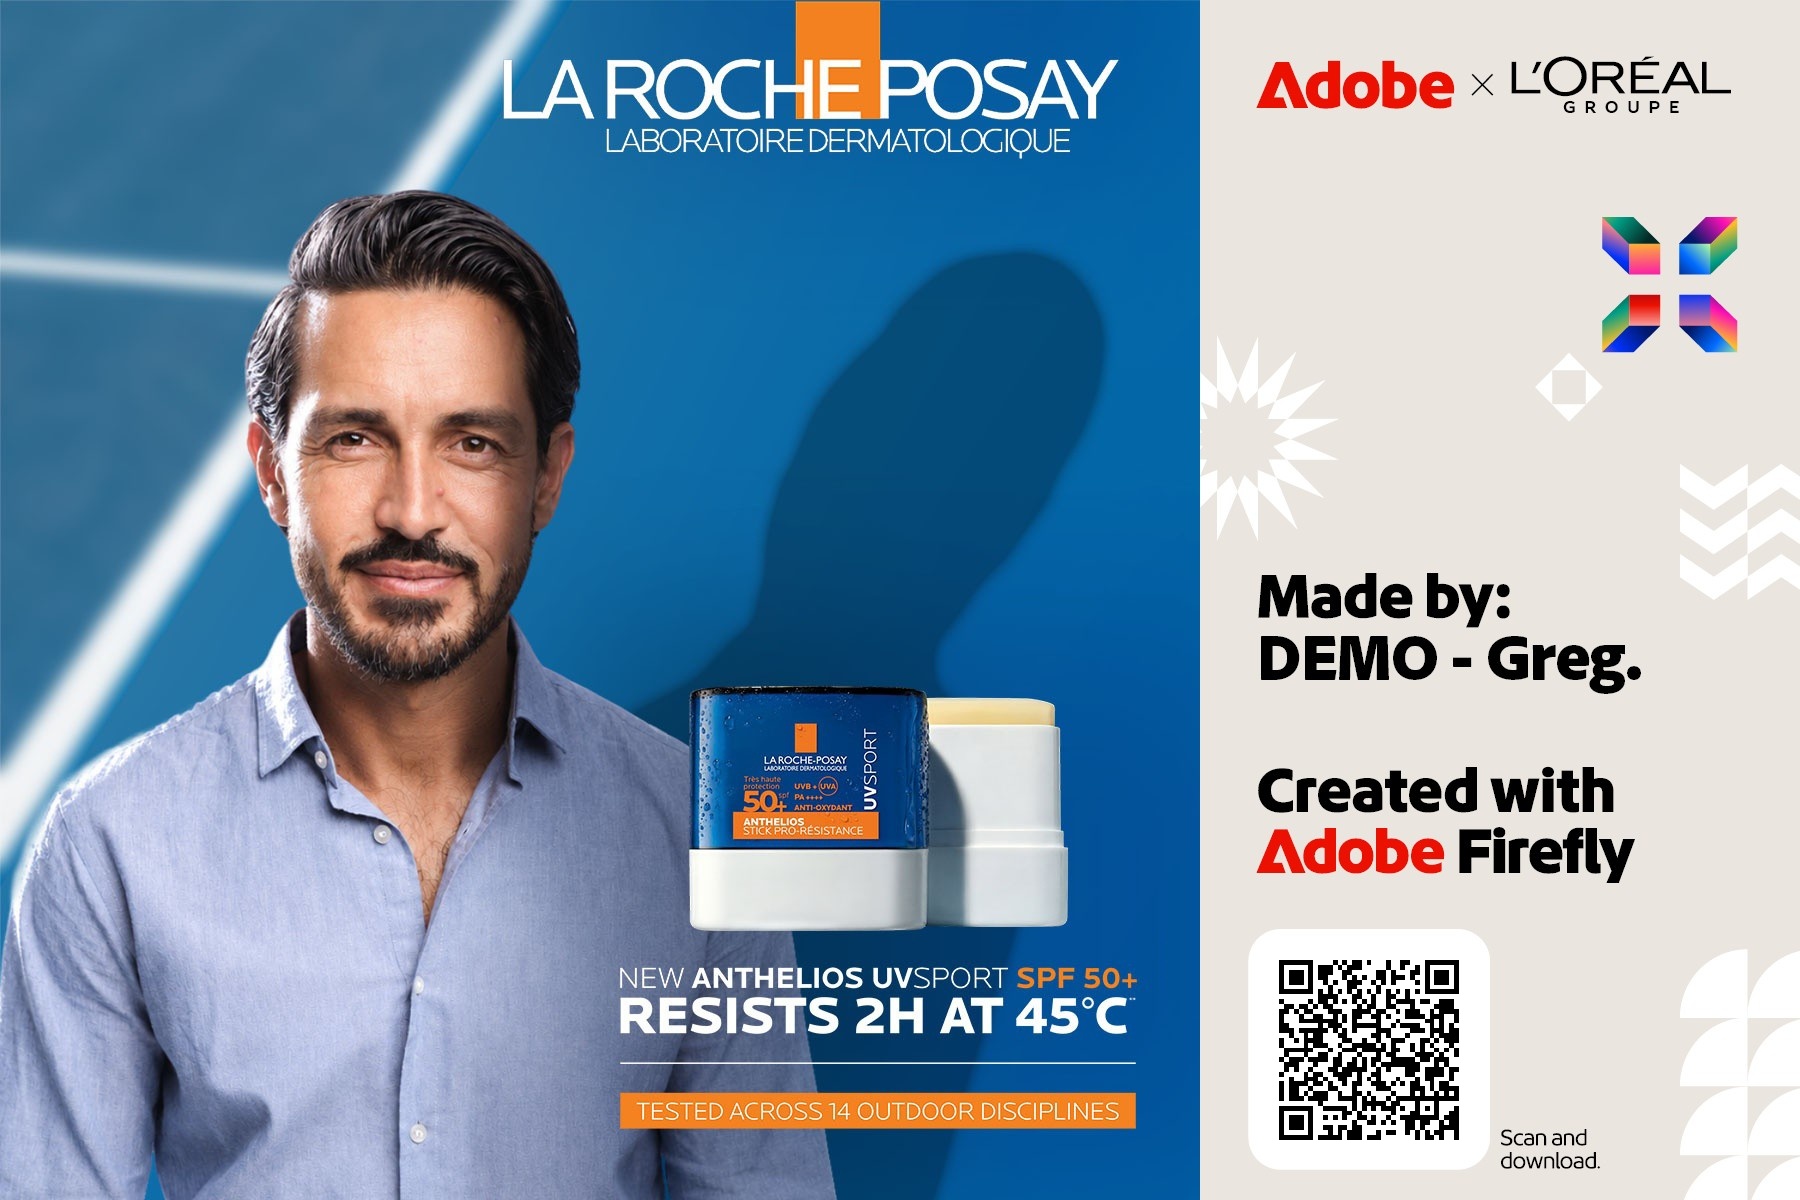 LA ROCHE POSAY
LABORATOIRE DERMATOLOGIQUE
LA ROCHE-POSAY
LABORATOIRE DERMATOLOGIQUE
Très haute
protection
50+ spf
UVB + UVA
PA ++++
ANTI-OXYDANT
UVSPORT
ANTHELIOS
STICK PRO-RÉSISTANCE
NEW ANTHELIOS UVSPORT SPF 50+
RESISTS 2H AT 45°C
TESTED ACROSS 14 OUTDOOR DISCIPLINES
Adobe × L'ORÉAL
GROUPE
Made by:
DEMO - Greg.
Created with
Adobe Firefly
Scan and
download.